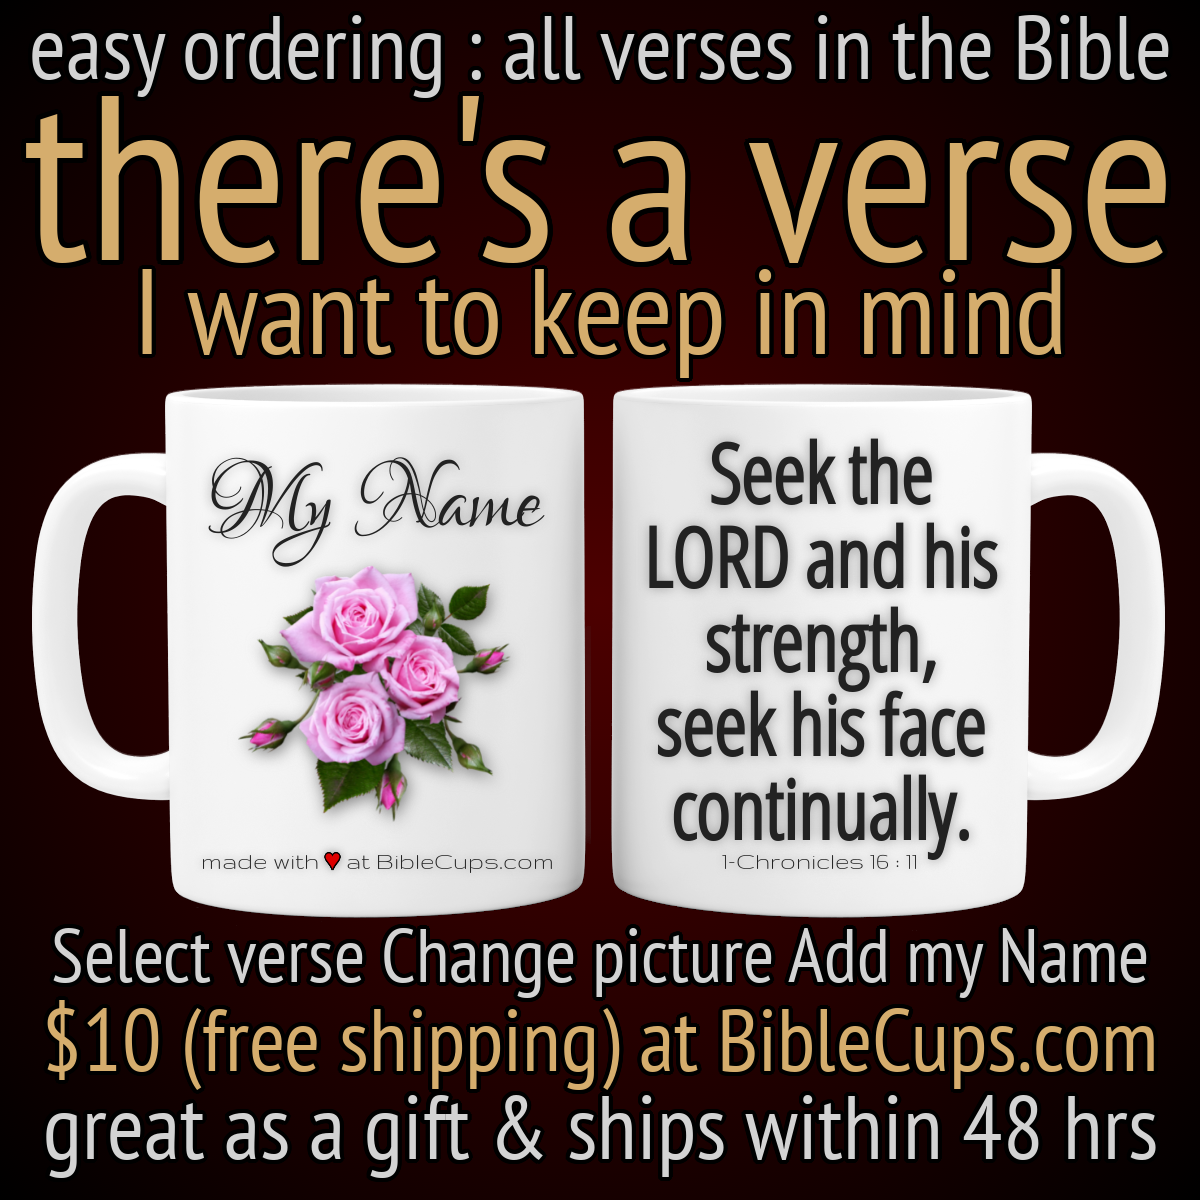 easy ordering : all verses in the Bible
there's a verse
I want to keep in mind
My Name
made with ❤ at BibleCups.com
Seek the
LORD and his
strength,
seek his face
continually.
1-Chronicles 16 : 11
Select verse Change picture Add my Name
$10 (free shipping) at BibleCups.com
great as a gift & ships within 48 hrs